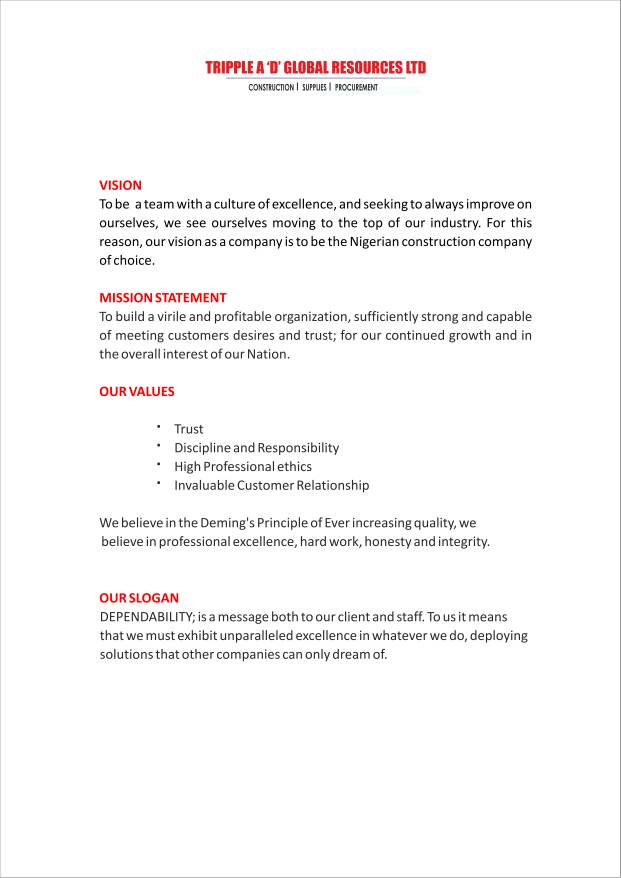 TRIPPLE A ‘D’ GLOBAL RESOURCES LTD
CONSTRUCTION | SUPPLIES | PROCUREMENT
VISION
To be a team with a culture of excellence, and seeking to always improve on
ourselves, we see ourselves moving to the top of our industry. For this
reason, our vision as a company is to be the Nigerian construction company
of choice.
MISSION STATEMENT
To build a virile and profitable organization, sufficiently strong and capable
of meeting customers desires and trust; for our continued growth and in
the overall interest of our Nation.
OUR VALUES
· Trust
· Discipline and Responsibility
· High Professional ethics
· Invaluable Customer Relationship
We believe in the Deming's Principle of Ever increasing quality, we
believe in professional excellence, hard work, honesty and integrity.
OUR SLOGAN
DEPENDABILITY; is a message both to our client and staff. To us it means
that we must exhibit unparalleled excellence in whatever we do, deploying
solutions that other companies can only dream of.